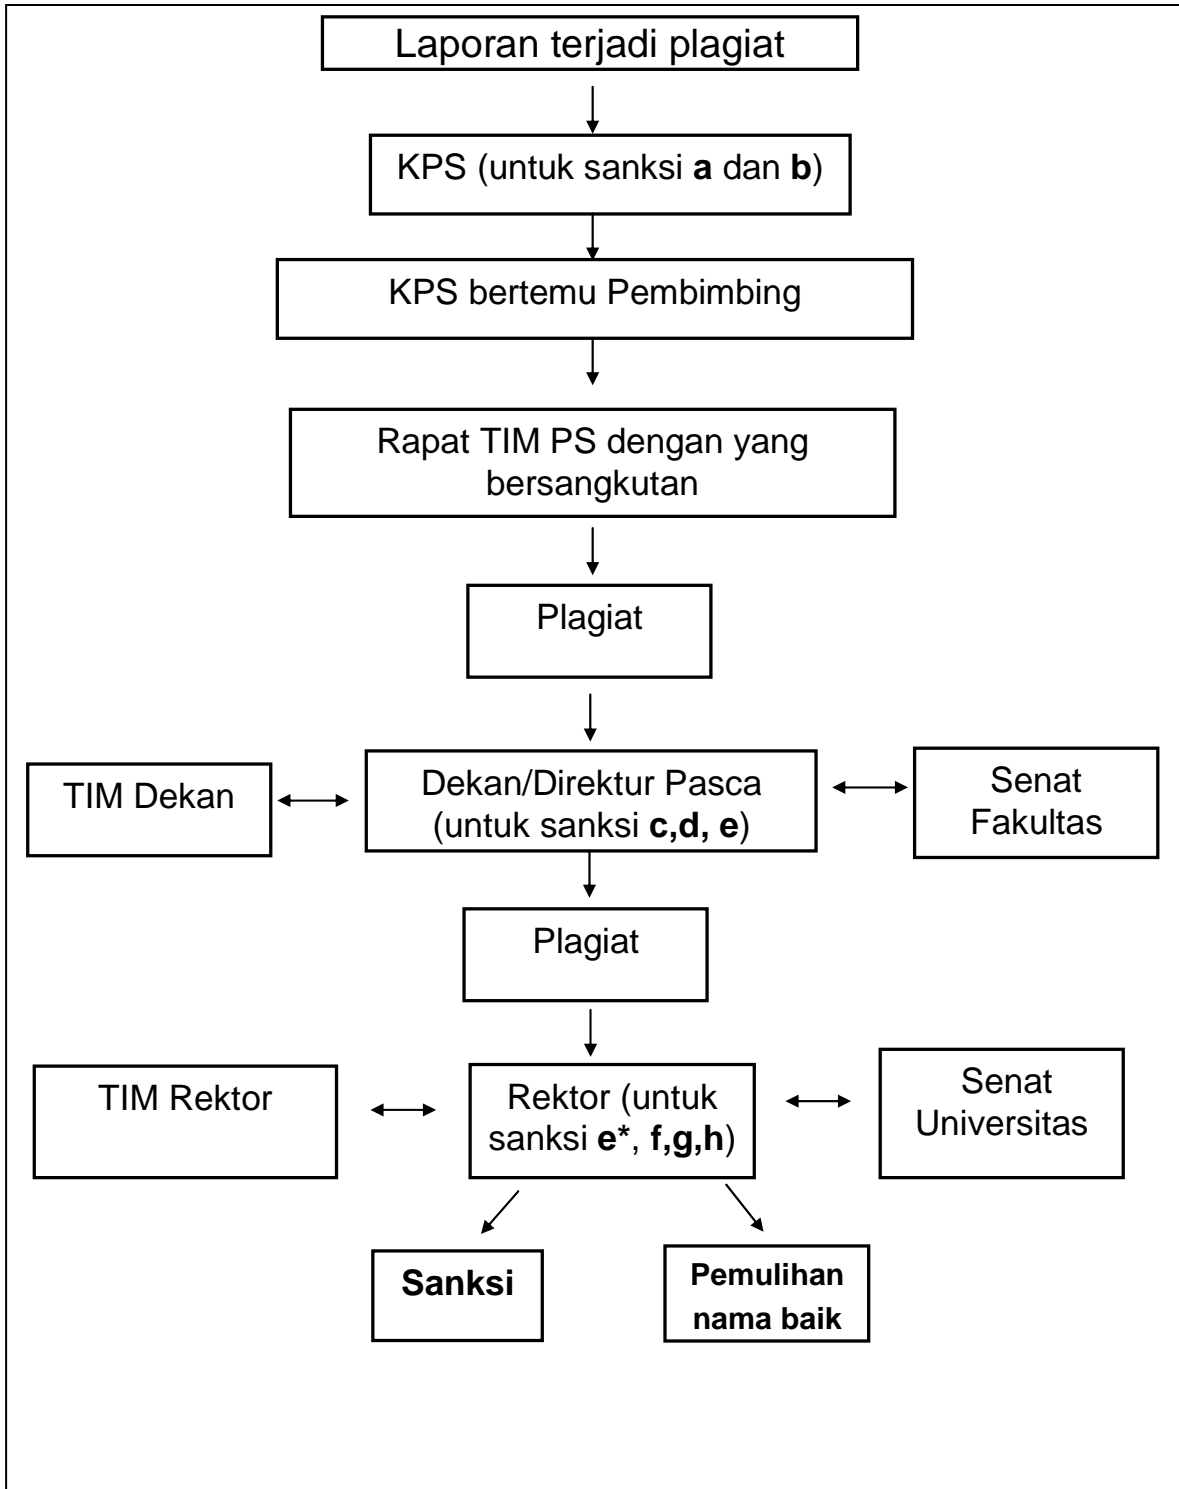 Laporan terjadi plagiat
KPS (untuk sanksi a dan b)
KPS bertemu Pembimbing
Rapat TIM PS dengan yang
bersangkutan
Plagiat
TIM Dekan
Dekan/Direktur Pasca
(untuk sanksi c,d, e)
Senat
Fakultas
Plagiat
TIM Rektor
Rektor (untuk
sanksi e*, f,g,h)
Senat
Universitas
Sanksi
Pemulihan
nama baik